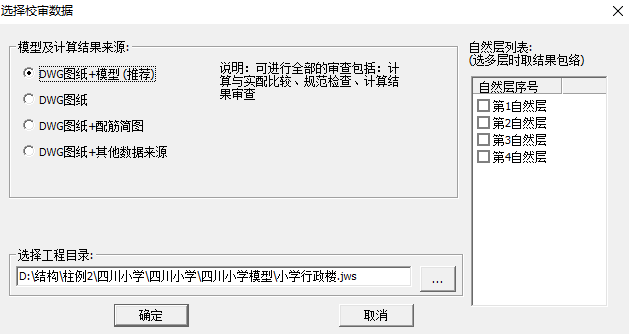 选择校审数据
模型及计算结果来源:
DWG图纸+模型(推荐)
DWG图纸
DWG图纸+配筋简图
DWG图纸+其他数据来源
说明：可进行全部的审查包括：计
算与实配比较、规范检查、计算结
果审查
自然层列表:
(选多层时取结果包络)
自然层序号
第1自然层
第2自然层
第3自然层
第4自然层
选择工程目录:
D:\结构\柱例2\四川小学\四川小学\四川小学模型\小学行政楼.jws
...
确定
取消